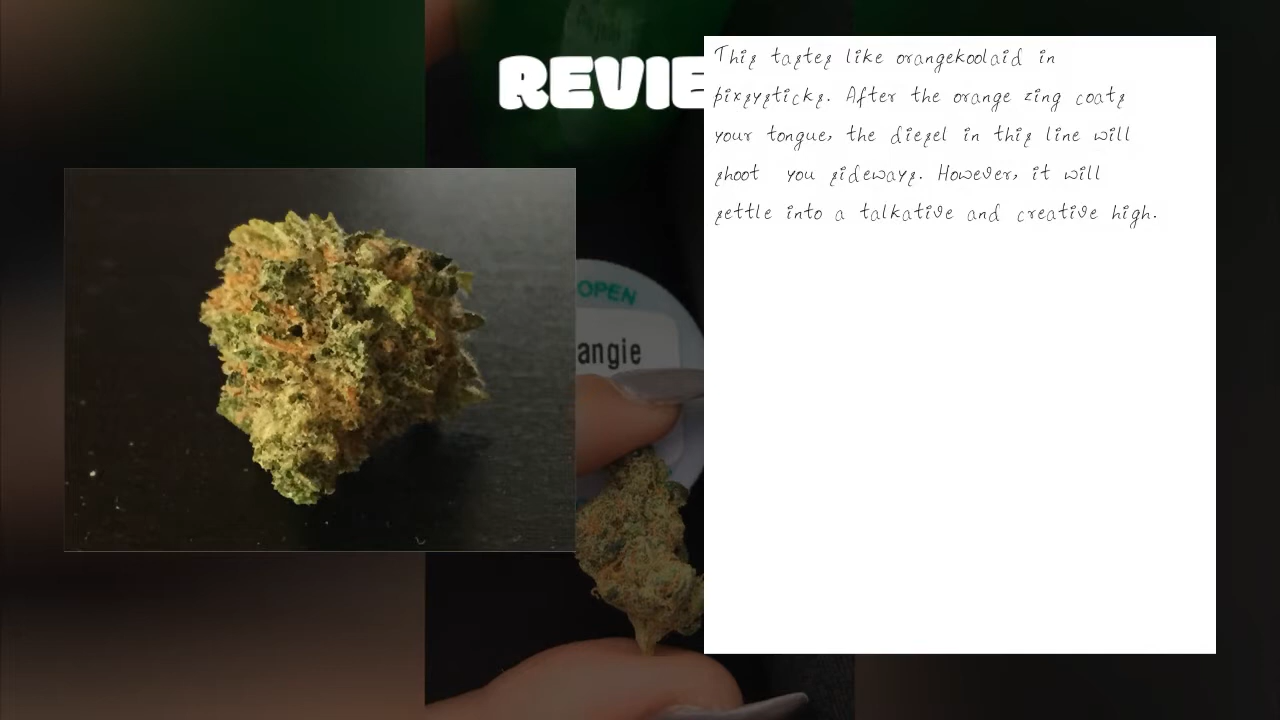 REVIE
This tastes like orangekoolaid in
pixsysticks. After the orange zing coats
your tongue, the diesel in this line will
shoot you sideways. However, it will
settle into a talkative and creative high.
OPEN
angie